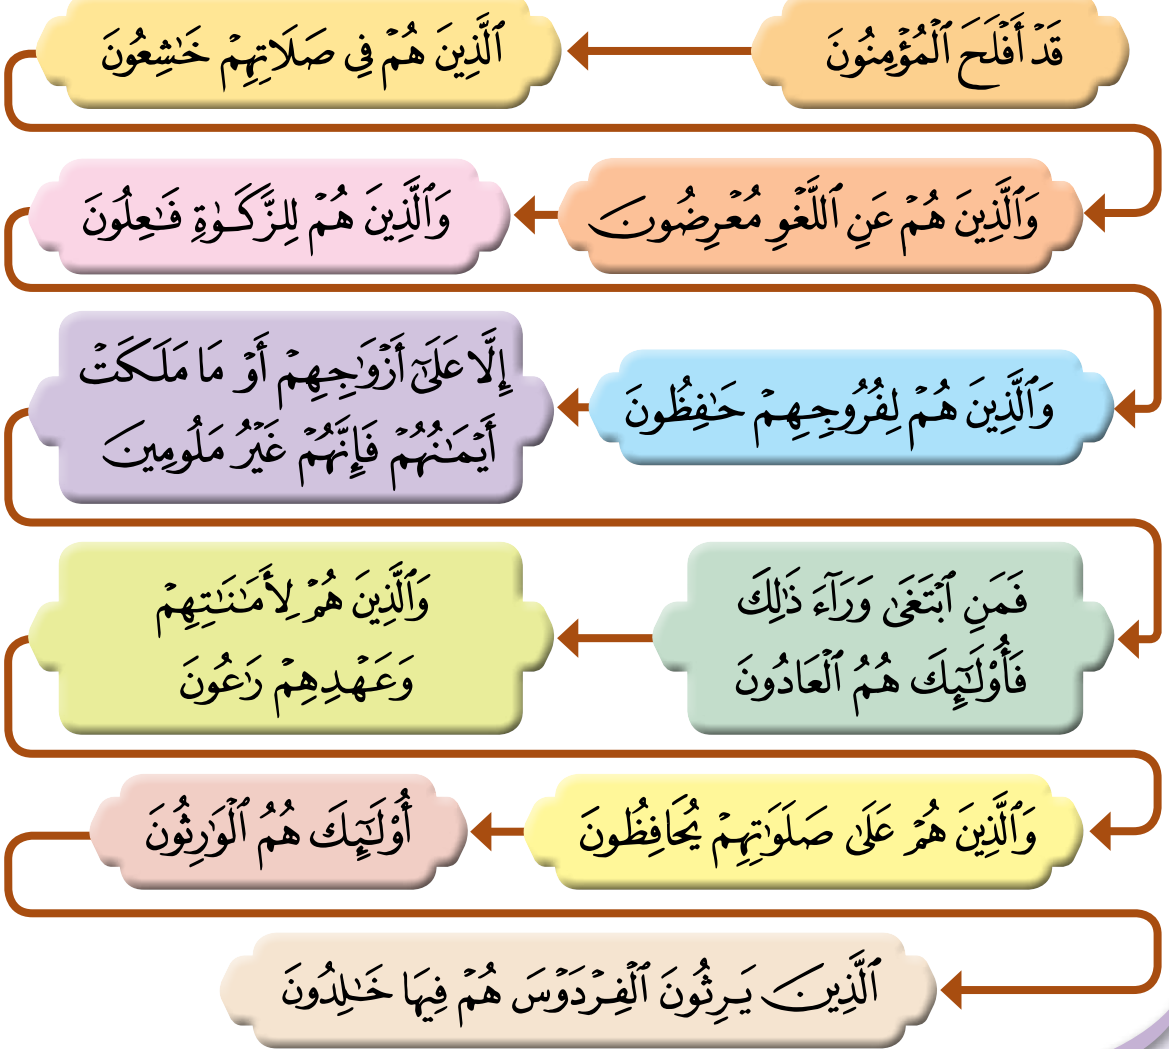 قَدۡ أَفۡلَحَ ٱلۡمُؤۡمِنُونَ
ٱلَّذِينَ هُمۡ فِي صَلَاتِهِمۡ خَٰشِعُونَ
وَٱلَّذِينَ هُمۡ عَنِ ٱللَّغۡوِ مُعۡرِضُونَ
وَٱلَّذِينَ هُمۡ لِلزَّكَوٰةِ فَٰعِلُونَ
وَٱلَّذِينَ هُمۡ لِفُرُوجِهِمۡ حَٰفِظُونَ
إِلَّا عَلَىٰٓ أَزۡوَٰجِهِمۡ أَوۡ مَا مَلَكَتۡ
أَيۡمَٰنُهُمۡ فَإِنَّهُمۡ غَيۡرُ مَلُومِينَ
فَمَنِ ٱبۡتَغَىٰ وَرَآءَ ذَٰلِكَ
فَأُوْلَٰٓئِكَ هُمُ ٱلۡعَادُونَ
وَٱلَّذِينَ هُمۡ لِأَمَٰنَٰتِهِمۡ
وَعَهۡدِهِمۡ رَٰعُونَ
وَٱلَّذِينَ هُمۡ عَلَىٰ صَلَوَٰتِهِمۡ يُحَافِظُونَ
أُوْلَٰٓئِكَ هُمُ ٱلۡوَٰرِثُونَ
ٱلَّذِينَ يَرِثُونَ ٱلۡفِرۡدَوۡسَ هُمۡ فِيهَا خَٰلِدُونَ